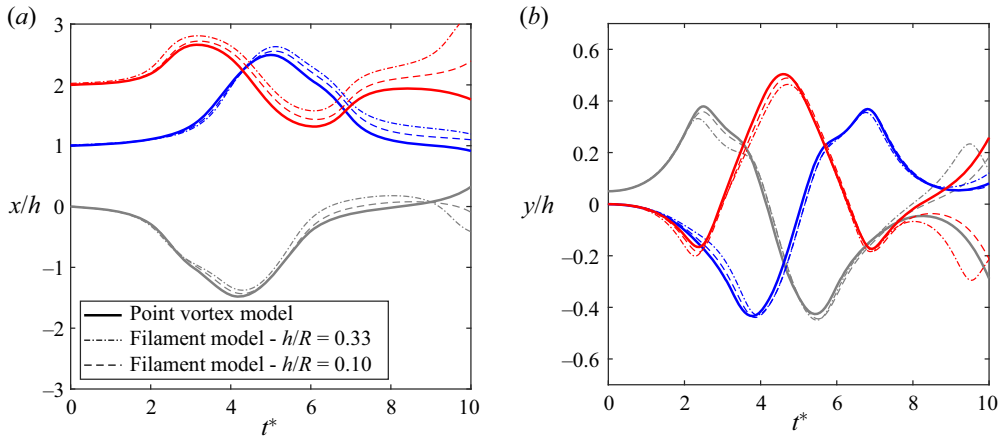 (a)
3
2
1
x/h
0
−1
−2
−3
Point vortex model
Filament model - h/R = 0.33
Filament model - h/R = 0.10
0 2 4 6 8 10
t*
(b)
0.6
0.4
0.2
y/h
0
−0.2
−0.4
−0.6
0 2 4 6 8 10
t*